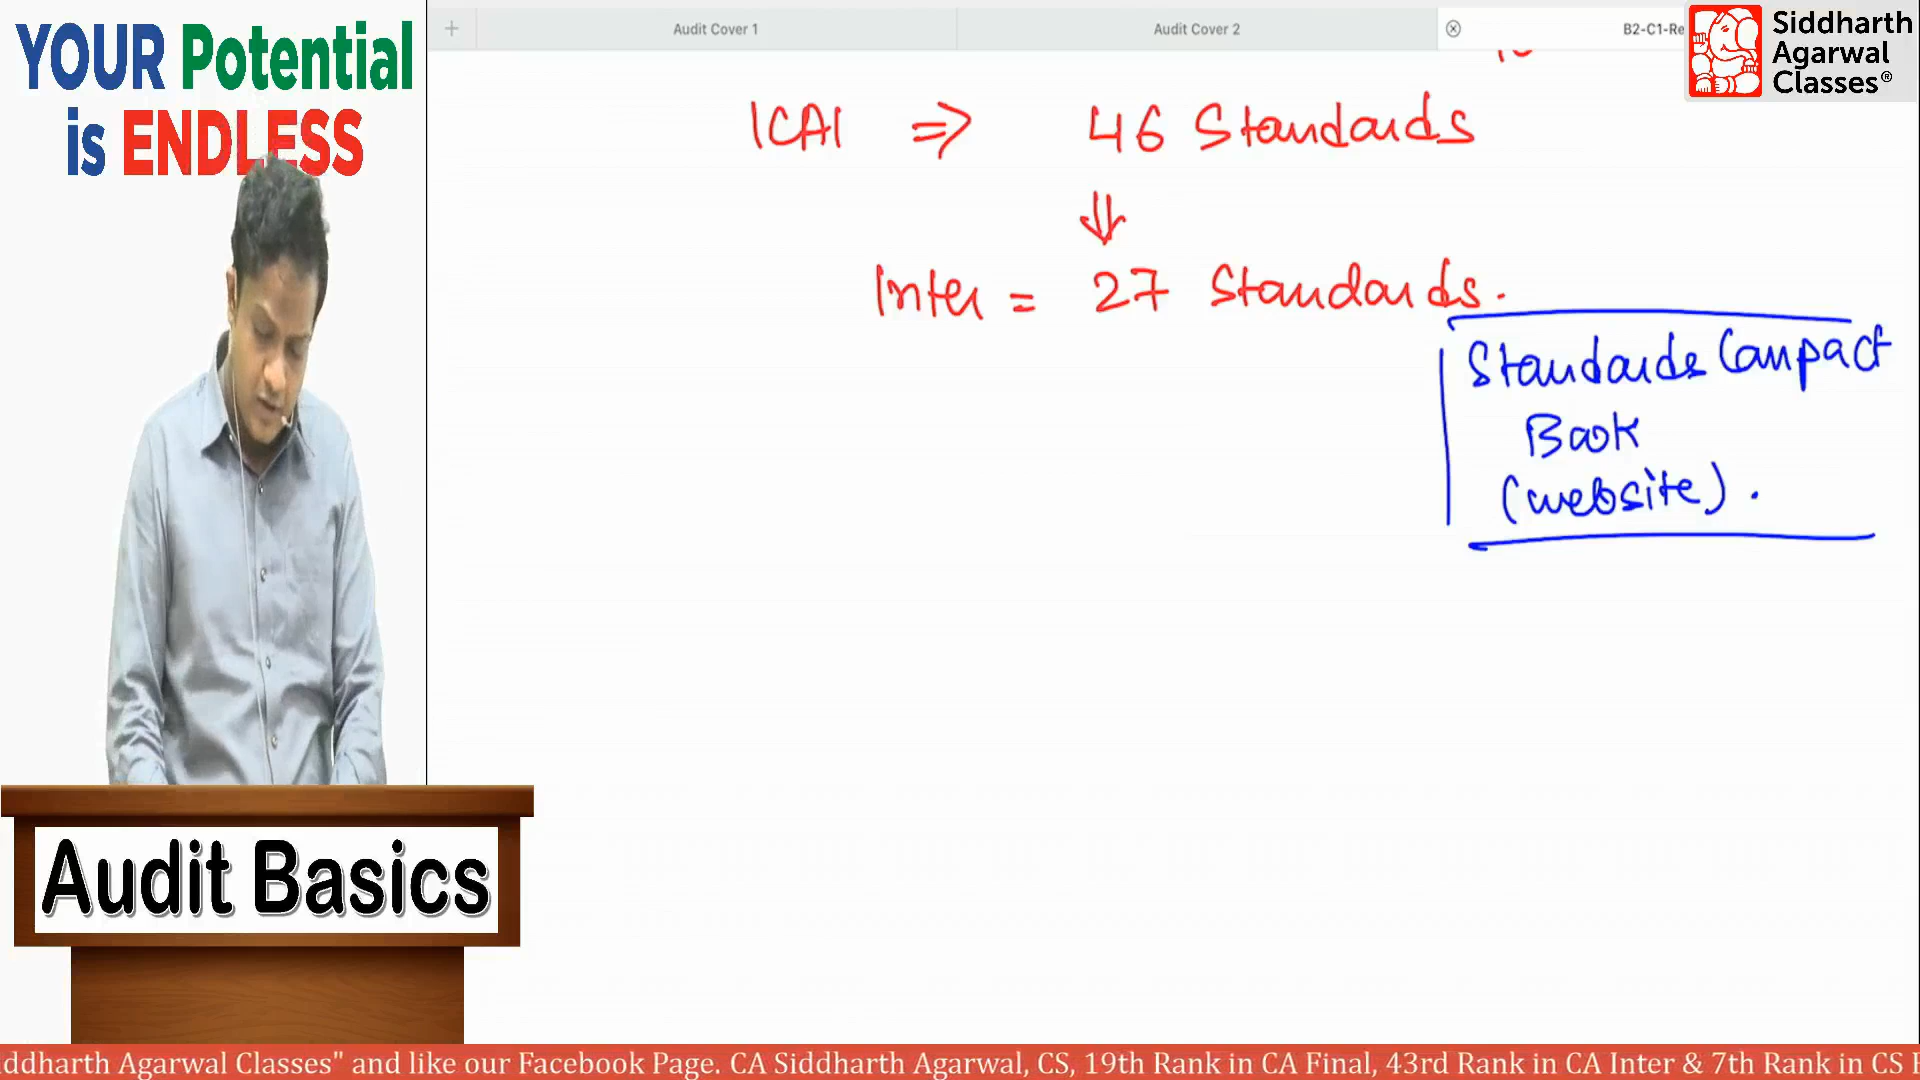 YOUR Potential
is ENDLESS
Audit Cover 1
Audit Cover 2
B2-C1-Re
Siddharth
Agarwal
Classes®
ICAI ⇒ 46 Standards
⇓
Inter = 27 Standards.
Standards Compact
Book
(website).
Audit Basics
ddharth Agarwal Classes" and like our Facebook Page. CA Siddharth Agarwal, CS, 19th Rank in CA Final, 43rd Rank in CA Inter & 7th Rank in CS